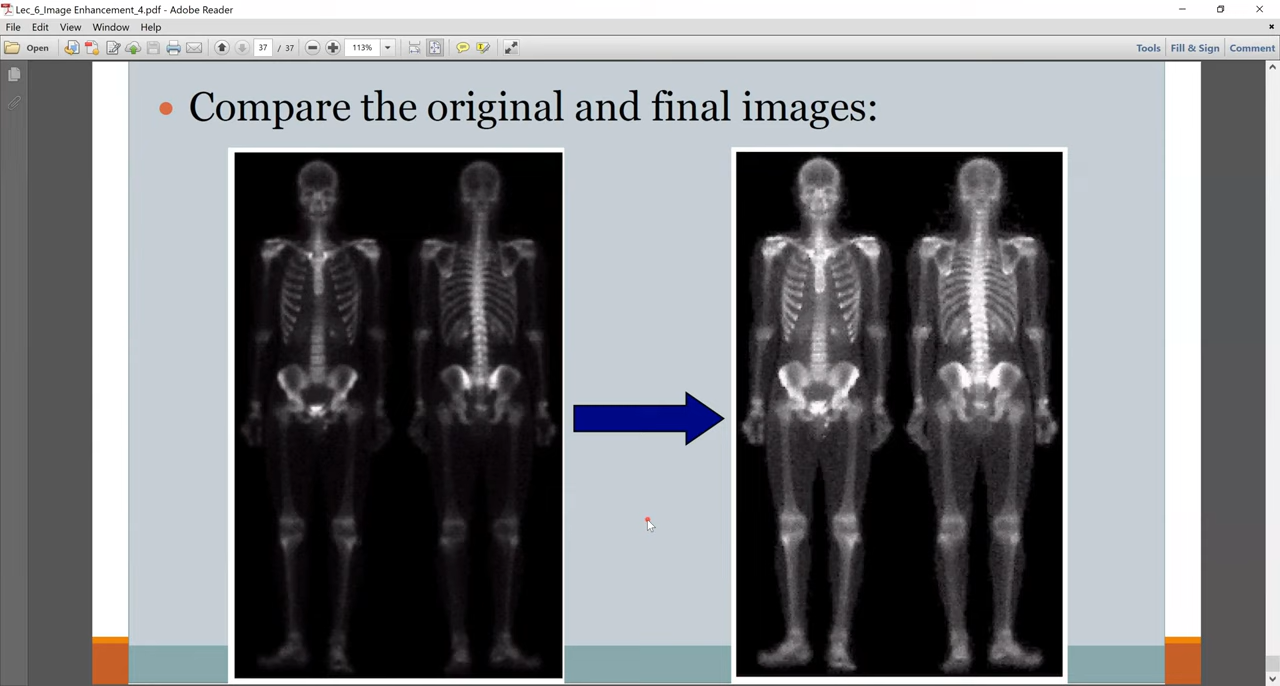 Lec_6_Image Enhancement_4.pdf - Adobe Reader
File Edit View Window Help
Open 37 / 37 113% Tools Fill & Sign Comment
• Compare the original and final images: